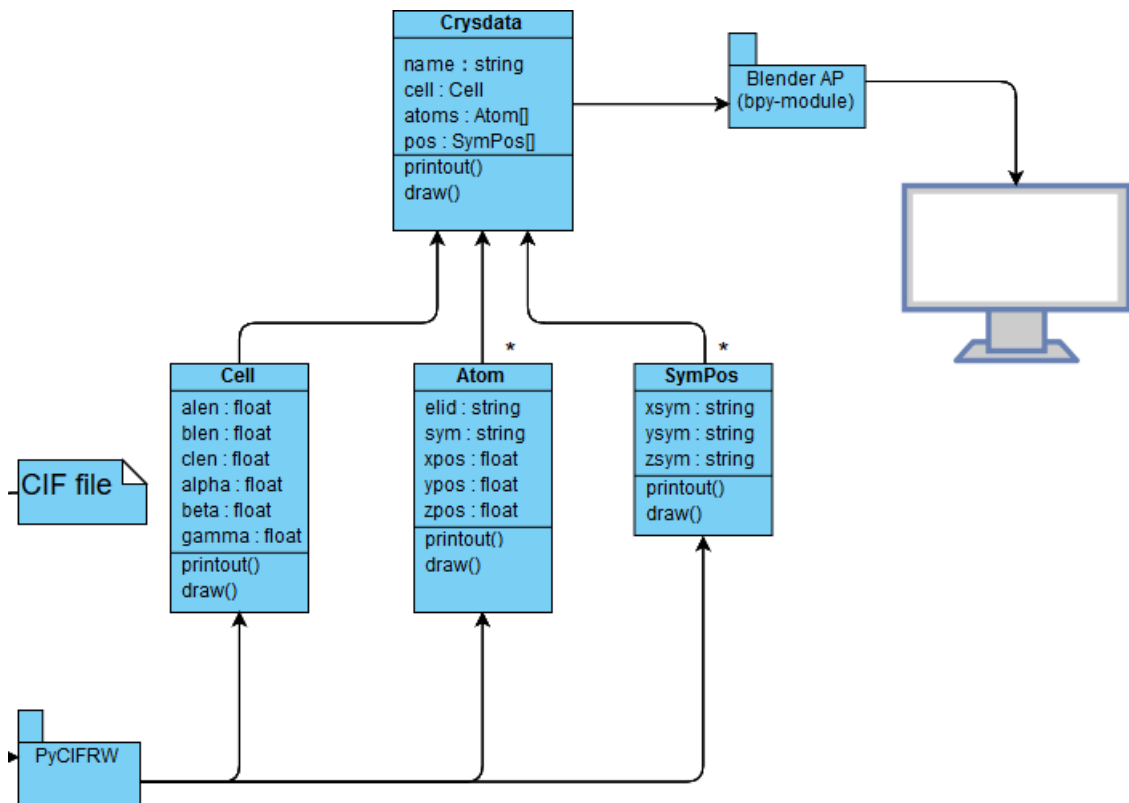 Crysdata
name : string
cell : Cell
atoms : Atom[]
pos : SymPos[]
printout()
draw()
Blender AP
(bpy-module)
*
*
Cell
alen : float
blen : float
clen : float
alpha : float
beta : float
gamma : float
printout()
draw()
Atom
elid : string
sym : string
xpos : float
ypos : float
zpos : float
printout()
draw()
SymPos
xsym : string
ysym : string
zsym : string
printout()
draw()
CIF file
PyCIFRW